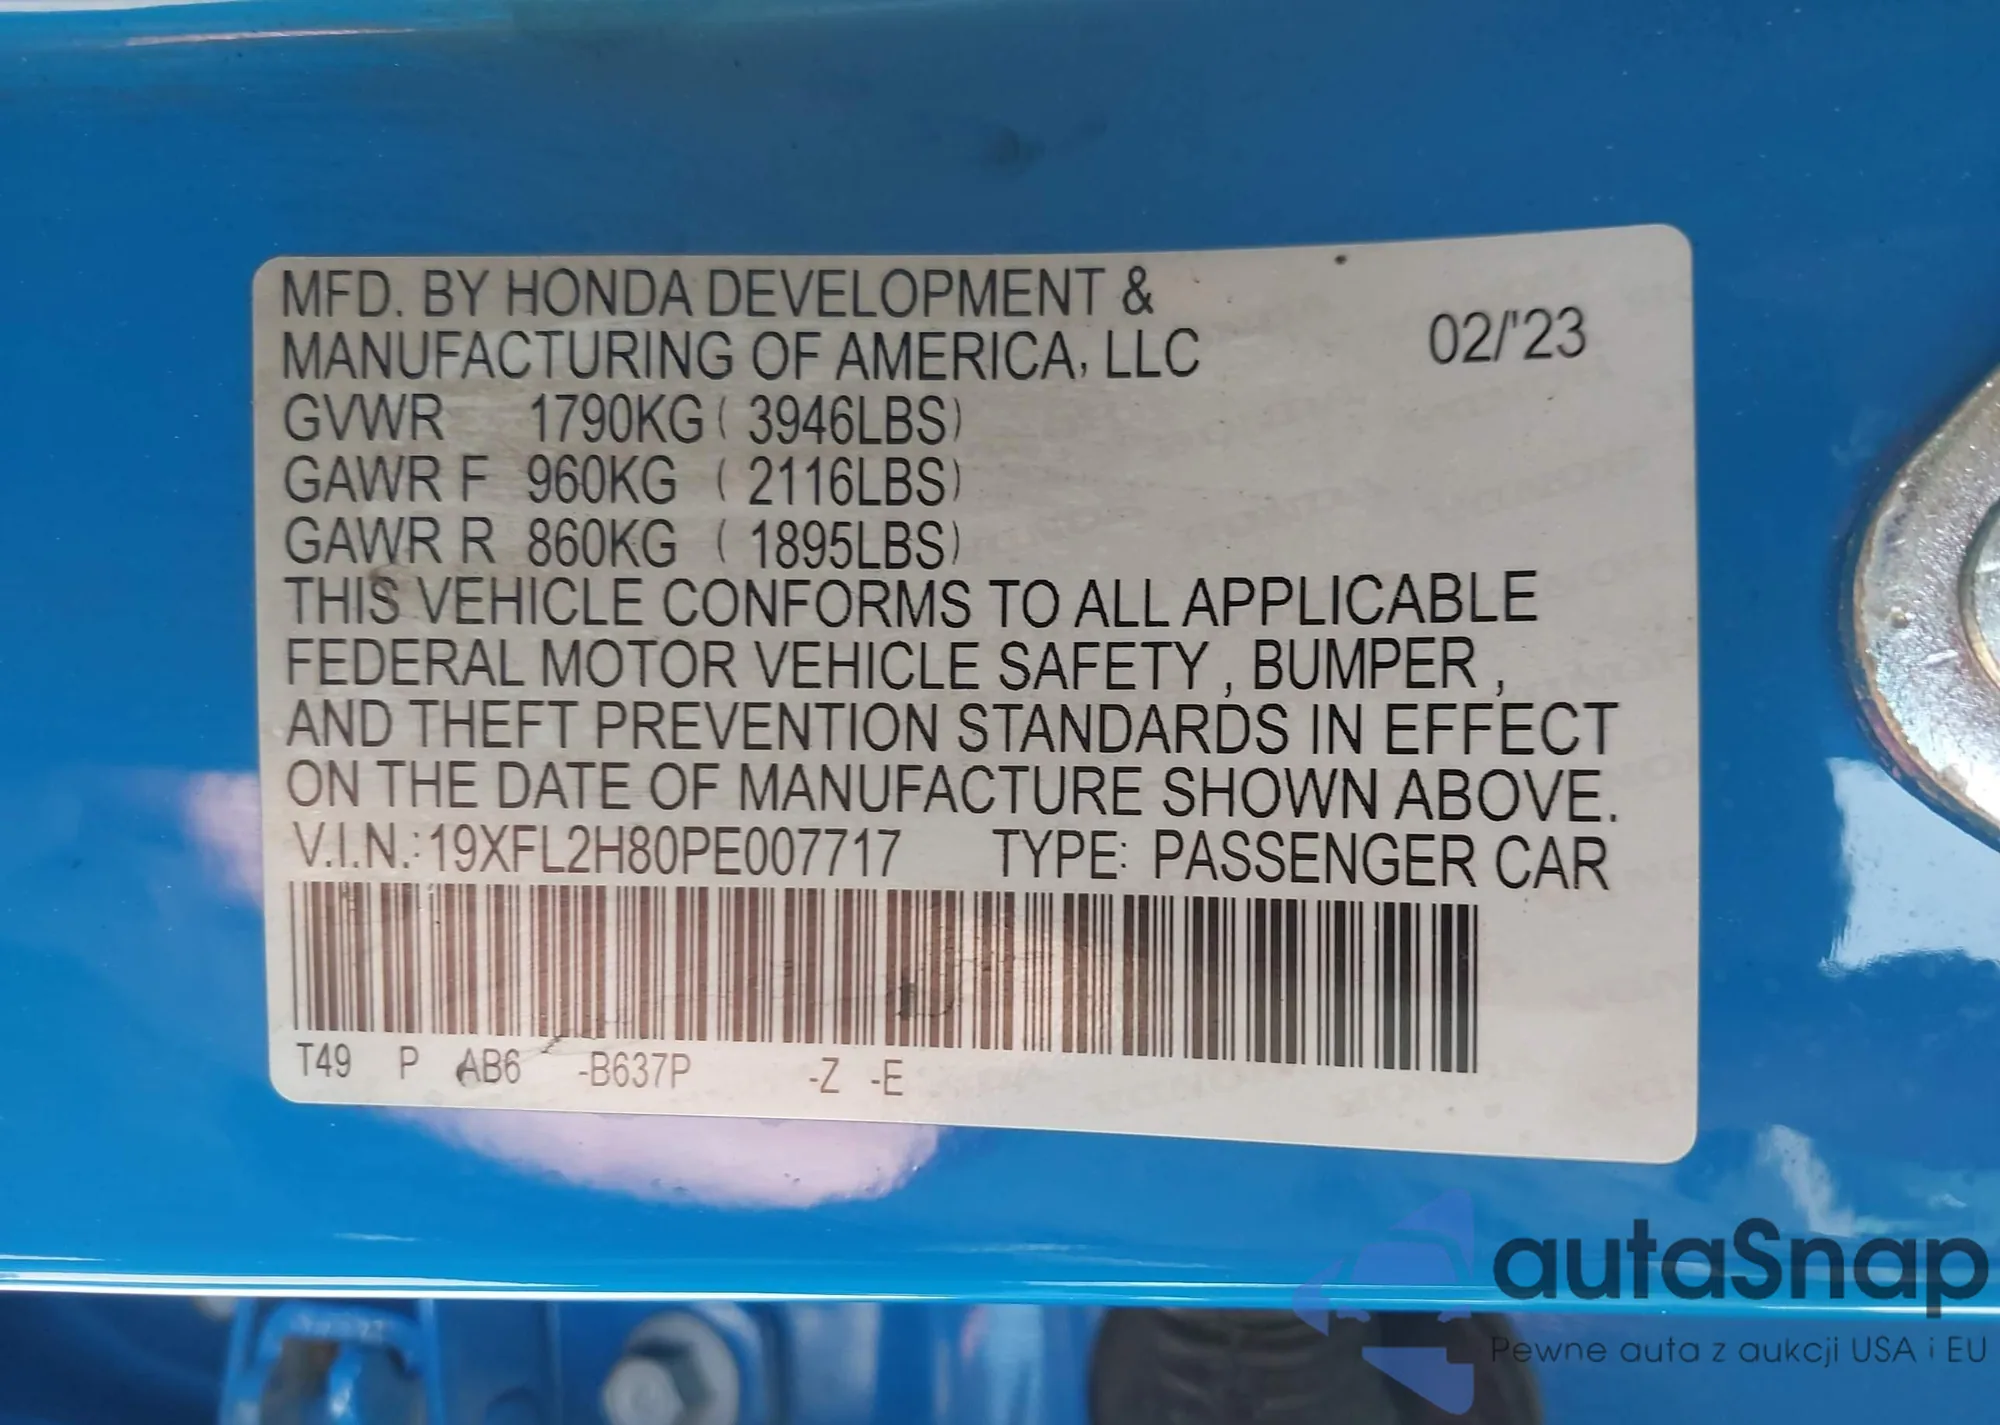 MFD. BY HONDA DEVELOPMENT &
MANUFACTURING OF AMERICA, LLC
02/'23
GVWR 1790KG ( 3946LBS)
GAWR F 960KG ( 2116LBS)
GAWR R 860KG ( 1895LBS)
THIS VEHICLE CONFORMS TO ALL APPLICABLE
FEDERAL MOTOR VEHICLE SAFETY , BUMPER ,
AND THEFT PREVENTION STANDARDS IN EFFECT
ON THE DATE OF MANUFACTURE SHOWN ABOVE.
V.I.N.: 19XFL2H80PE007717 TYPE: PASSENGER CAR
T49 P AB6 -B637P -Z -E
autaSnap
Pewne auta z aukcji USA i EU